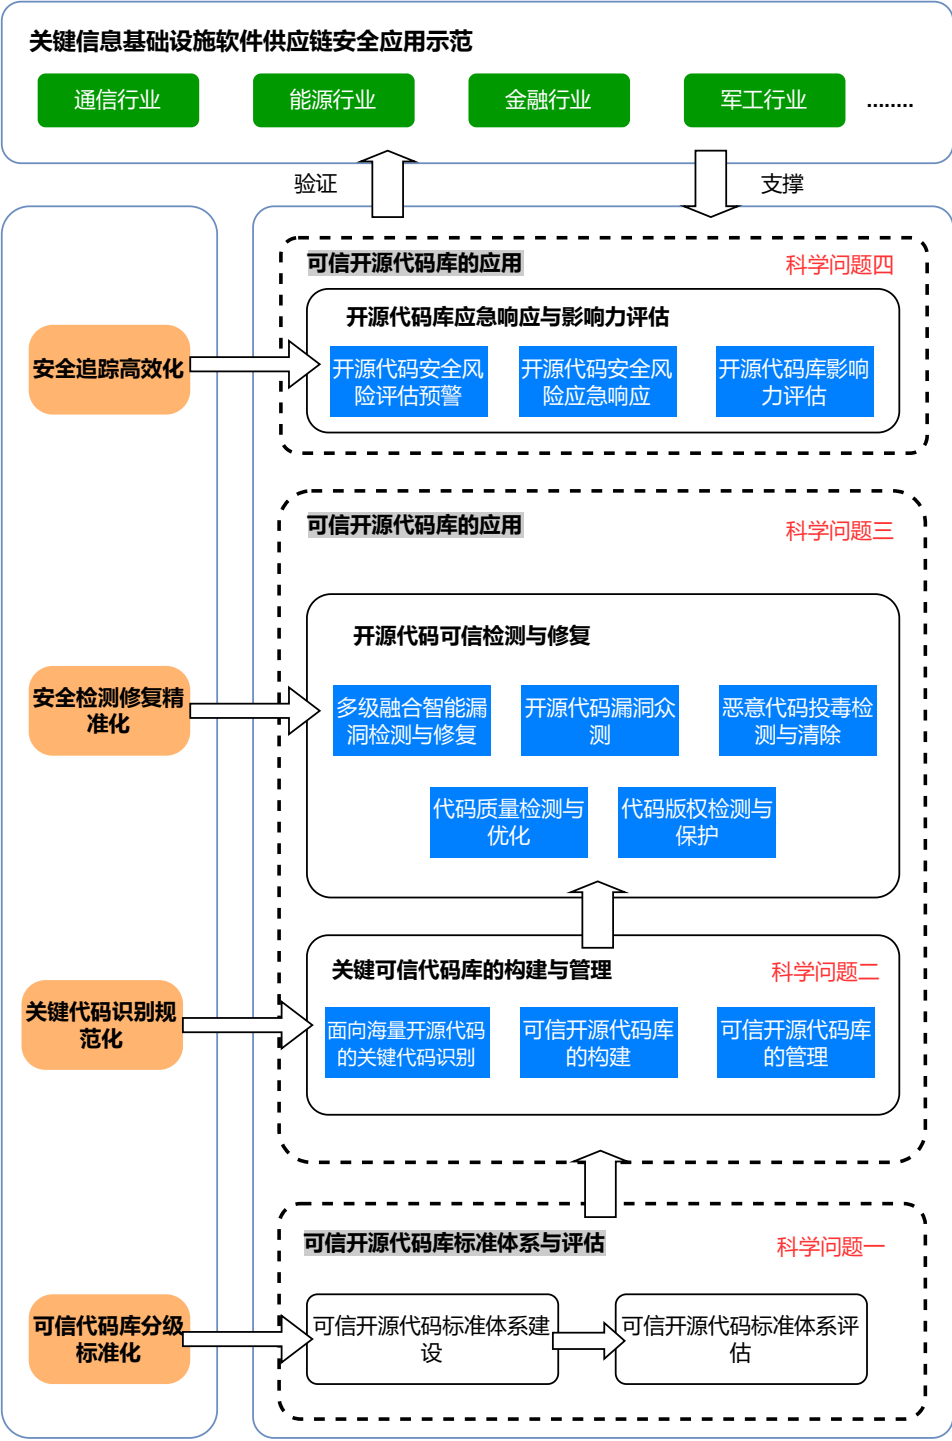 关键信息基础设施软件供应链安全应用示范
通信行业
能源行业
金融行业
军工行业
........
验证
支撑
可信开源代码库的应用
科学问题四
开源代码库应急响应与影响力评估
安全追踪高效化
开源代码安全风
险评估预警
开源代码安全风
险应急响应
开源代码库影响
力评估
可信开源代码库的应用
科学问题三
开源代码可信检测与修复
安全检测修复精
准化
多级融合智能漏
洞检测与修复
开源代码漏洞众
测
恶意代码投毒检
测与清除
代码质量检测与
优化
代码版权检测与
保护
关键可信代码库的构建与管理
科学问题二
关键代码识别规
范化
面向海量开源代码
的关键代码识别
可信开源代码库
的构建
可信开源代码库
的管理
可信开源代码库标准体系与评估
科学问题一
可信代码库分级
标准化
可信开源代码标准体系建
设
可信开源代码标准体系评
估